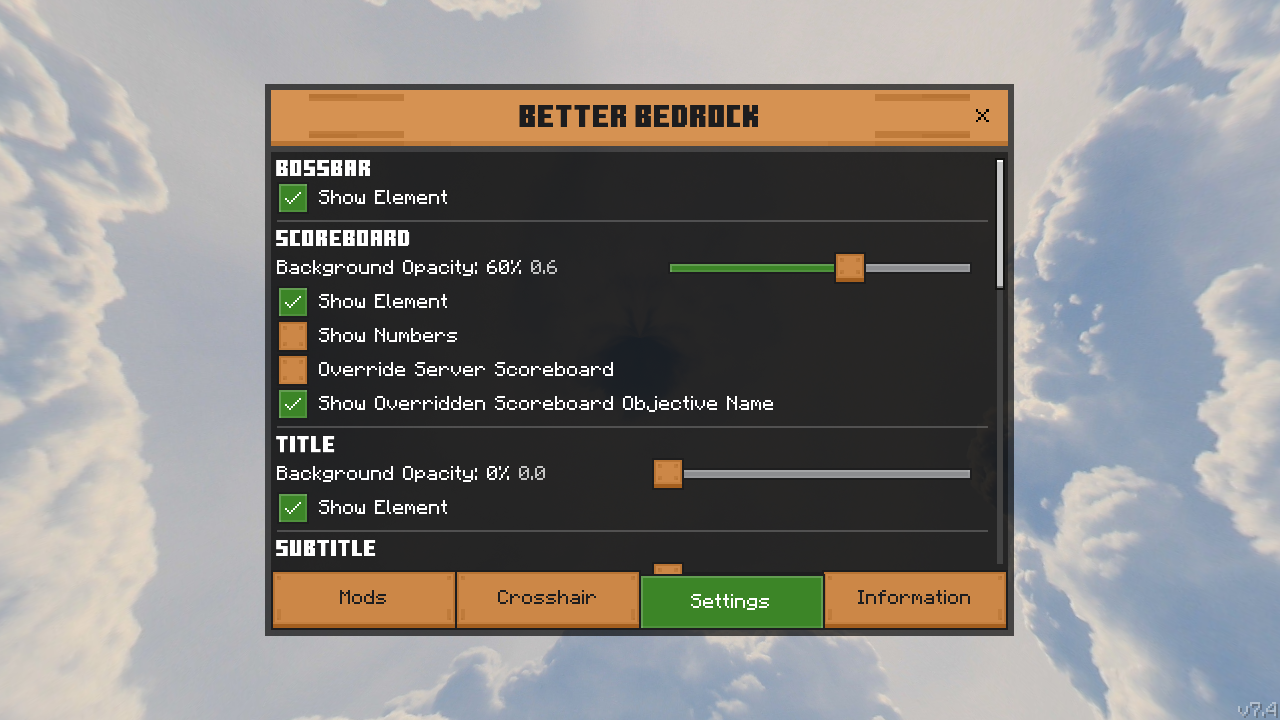 BETTER BEDROCK
BOSSBAR
Show Element
SCOREBOARD
Background Opacity: 60% 0.6
Show Element
Show Numbers
Override Server Scoreboard
Show Overridden Scoreboard Objective Name
TITLE
Background Opacity: 0% 0.0
Show Element
SUBTITLE
Mods
Crosshair
Settings
Information
v7.4